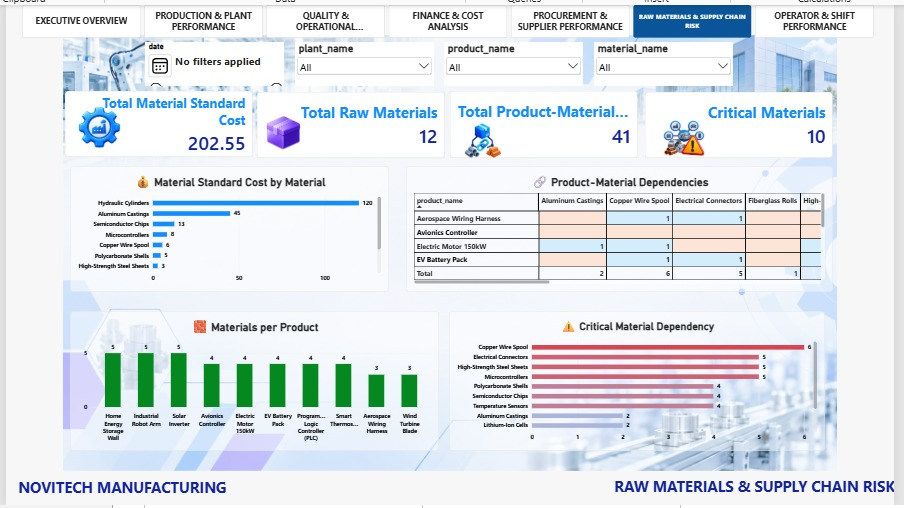 Clipboard
Data
Queries
Insert
Calculations
EXECUTIVE OVERVIEW
PRODUCTION & PLANT
PERFORMANCE
QUALITY &
OPERATIONAL...
FINANCE & COST
ANALYSIS
PROCUREMENT &
SUPPLIER PERFORMANCE
RAW MATERIALS & SUPPLY CHAIN
RISK
OPERATOR & SHIFT
PERFORMANCE
date
No filters applied
plant_name
All
product_name
All
material_name
All
Total Material Standard
Cost
202.55
Total Raw Materials
12
Total Product-Material...
41
Critical Materials
10
Material Standard Cost by Material
Hydraulic Cylinders 120
Aluminum Castings 45
Semiconductor Chips 13
Microcontrollers 8
Copper Wire Spool 6
Polycarbonate Shells 5
High-Strength Steel Sheets 3
0 50 100
Product-Material Dependencies
product_name Aluminum Castings Copper Wire Spool Electrical Connectors Fiberglass Rolls High-
Aerospace Wiring Harness 1 1
Avionics Controller
Electric Motor 150kW 1 1
EV Battery Pack 1 1
Total 2 6 5 1
Materials per Product
5 5 5 4 4 4 4 4 3 3
5
0
Home
Energy
Storage
Wall
Industrial
Robot Arm
Solar
Inverter
Avionics
Controller
Electric
Motor
150kW
EV Battery
Pack
Program...
Logic
Controller
(PLC)
Smart
Thermos...
Aerospace
Wiring
Harness
Wind
Turbine
Blade
Critical Material Dependency
Copper Wire Spool 6
Electrical Connectors 5
High-Strength Steel Sheets 5
Microcontrollers 5
Polycarbonate Shells 4
Semiconductor Chips 4
Temperature Sensors 4
Aluminum Castings 2
Lithium-Ion Cells 2
0 1 2 3 4 5 6
NOVITECH MANUFACTURING
RAW MATERIALS & SUPPLY CHAIN RISK